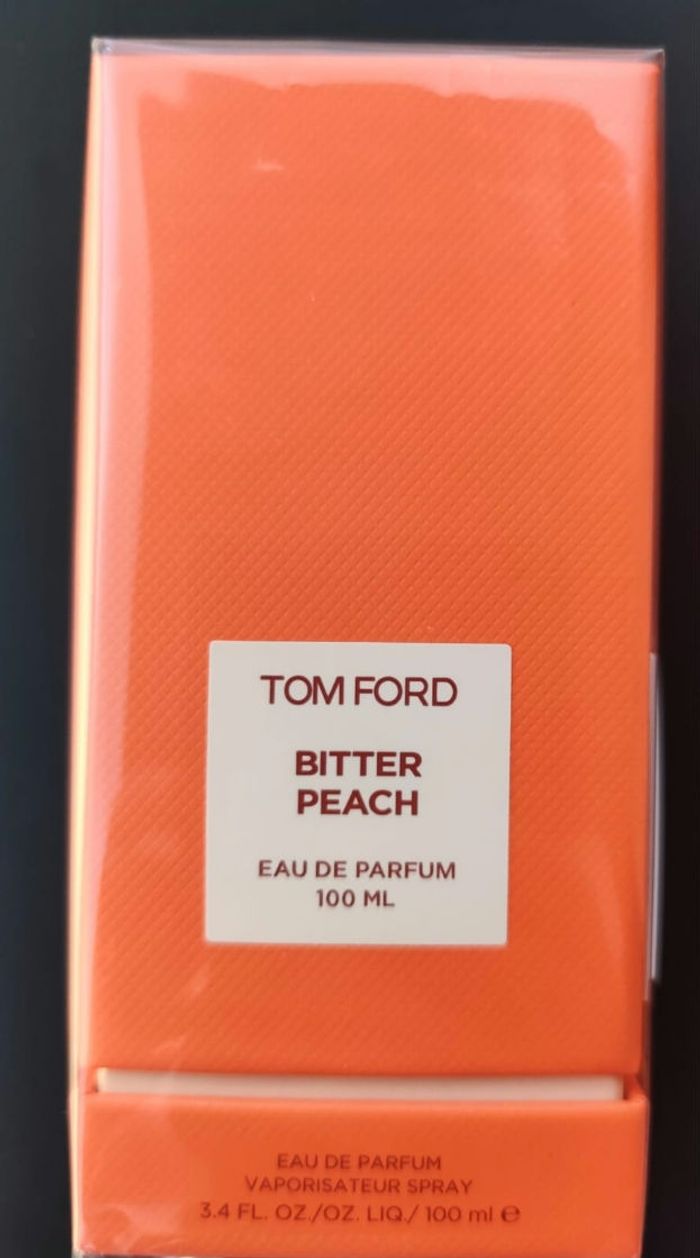 TOM FORD
BITTER
PEACH
EAU DE PARFUM
100 ML
EAU DE PARFUM
VAPORISATEUR SPRAY
3.4 FL. OZ./OZ. LIQ./ 100 ml ℮